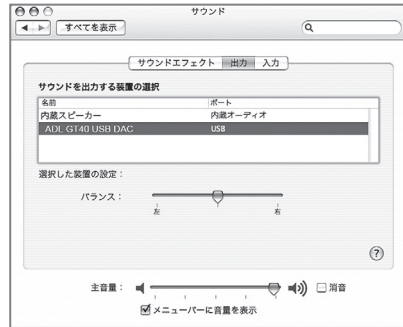 サウンド
すべてを表示
サウンドエフェクト 出力 入力
サウンドを出力する装置の選択
名前 ポート
内蔵スピーカー 内蔵オーディオ
ADL GT40 USB DAC USB
選択した装置の設定：
バランス：
左 右
?
主音量： 消音
メニューバーに音量を表示